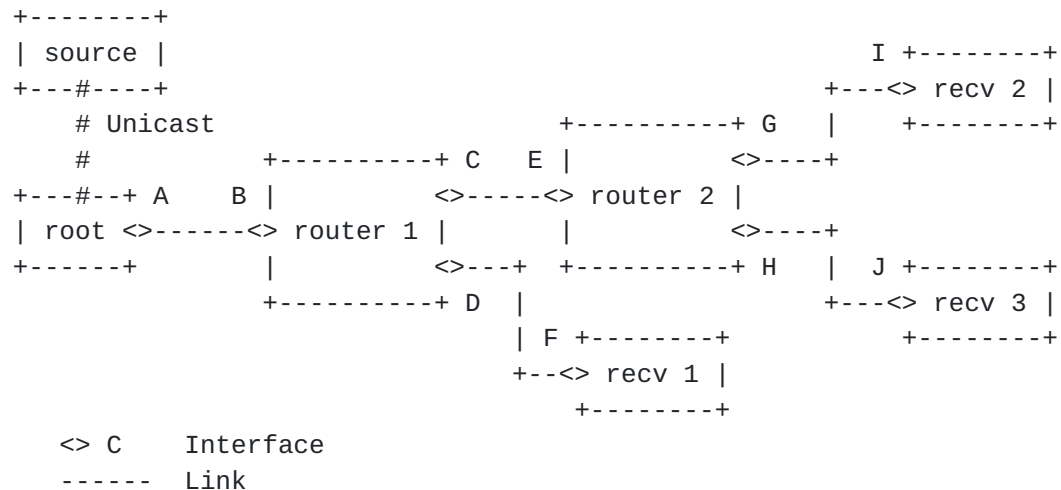 +--------+
| source |                                              I +--------+
+---#----+                                          +---<> recv 2 |
    # Unicast                      +----------+ G   |    +--------+
    #           +----------+ C   E |          <>----+
+---#--+ A    B |          <>-----<> router 2 |
| root <>------<> router 1 |       |          <>----+
+------+        |          <>---+  +----------+ H   |  J +--------+
                +----------+ D  |                   +---<> recv 3 |
                                | F +--------+           +--------+
                                +--<> recv 1 |
                                    +--------+
   <> C    Interface
   ------  Link